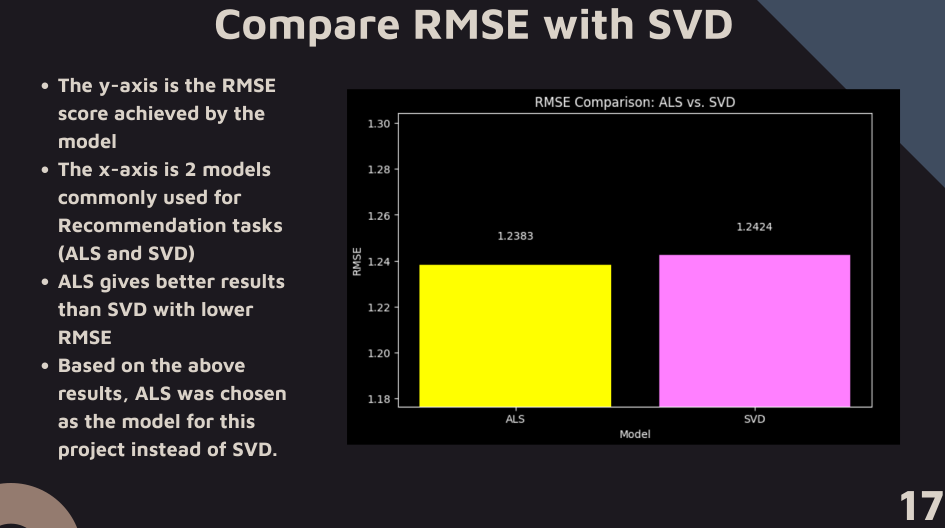 Compare RMSE with SVD
• The y-axis is the RMSE
score achieved by the
model
• The x-axis is 2 models
commonly used for
Recommendation tasks
(ALS and SVD)
• ALS gives better results
than SVD with lower
RMSE
• Based on the above
results, ALS was chosen
as the model for this
project instead of SVD.
RMSE Comparison: ALS vs. SVD
1.30
1.28
1.26
1.24
1.22
1.20
1.18
RMSE
1.2383
1.2424
ALS
SVD
Model
17